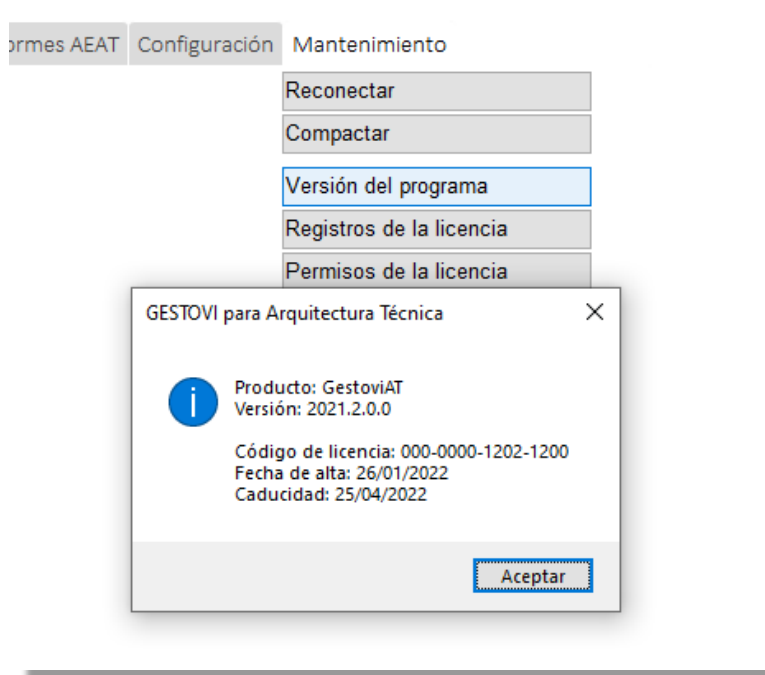 ormes AEAT Configuración Mantenimiento
Reconectar
Compactar
Versión del programa
Registros de la licencia
Permisos de la licencia
GESTOVI para Arquitectura Técnica
Producto: GestoviAT
Versión: 2021.2.0.0
Código de licencia: 000-0000-1202-1200
Fecha de alta: 26/01/2022
Caducidad: 25/04/2022
Aceptar